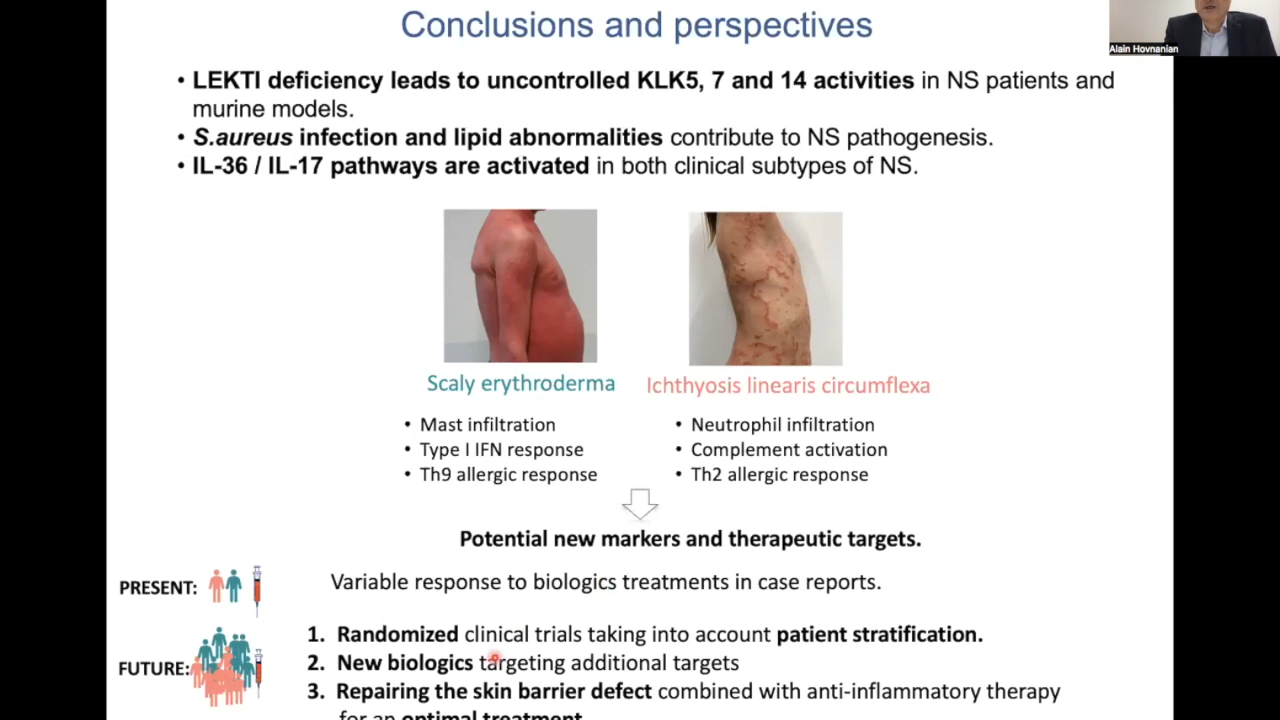 Conclusions and perspectives
Alain Hovnanian
• LEKTI deficiency leads to uncontrolled KLK5, 7 and 14 activities in NS patients and
murine models.
• S.aureus infection and lipid abnormalities contribute to NS pathogenesis.
• IL-36 / IL-17 pathways are activated in both clinical subtypes of NS.
Scaly erythroderma
• Mast infiltration
• Type I IFN response
• Th9 allergic response
Ichthyosis linearis circumflexa
• Neutrophil infiltration
• Complement activation
• Th2 allergic response
Potential new markers and therapeutic targets.
PRESENT: Variable response to biologics treatments in case reports.
FUTURE:
1. Randomized clinical trials taking into account patient stratification.
2. New biologics targeting additional targets
3. Repairing the skin barrier defect combined with anti-inflammatory therapy
for an optimal treatment